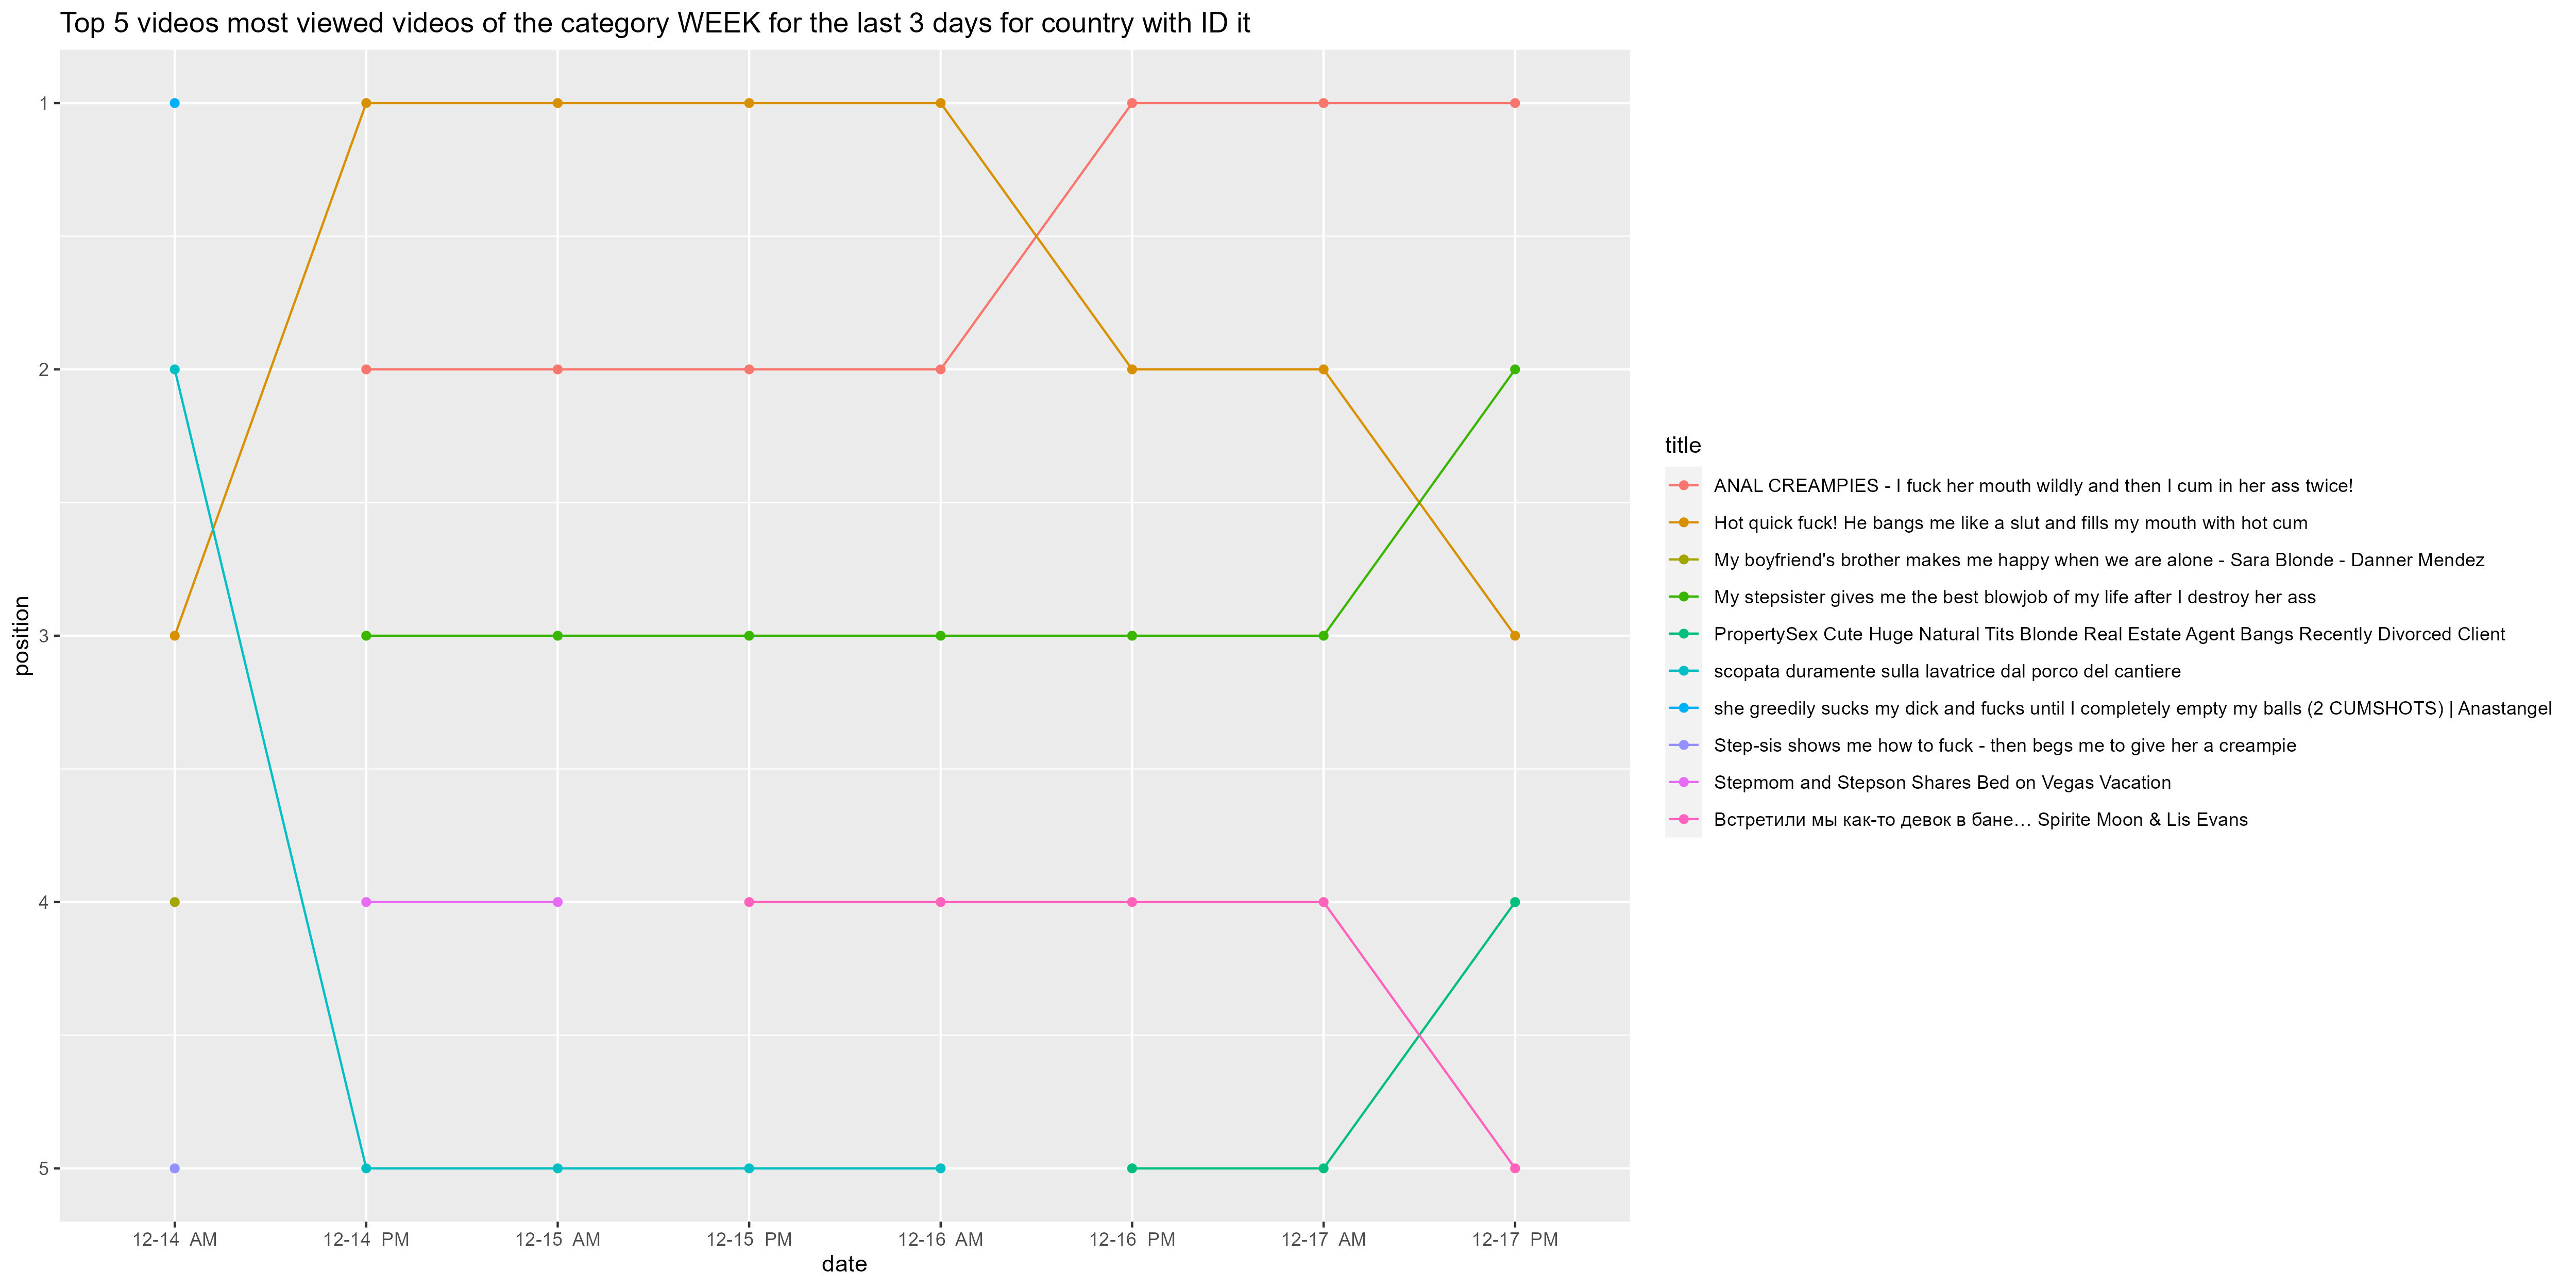 Top 5 videos most viewed videos of the category WEEK for the last 3 days for country with ID it
1
2
3
4
5
position
12-14 AM
12-14 PM
12-15 AM
12-15 PM
12-16 AM
12-16 PM
12-17 AM
12-17 PM
date
title
ANAL CREAMPIES - I fuck her mouth wildly and then I cum in her ass twice!
Hot quick fuck! He bangs me like a slut and fills my mouth with hot cum
My boyfriend's brother makes me happy when we are alone - Sara Blonde - Danner Mendez
My stepsister gives me the best blowjob of my life after I destroy her ass
PropertySex Cute Huge Natural Tits Blonde Real Estate Agent Bangs Recently Divorced Client
scopata duramente sulla lavatrice dal porco del cantiere
she greedily sucks my dick and fucks until I completely empty my balls (2 CUMSHOTS) | Anastangel
Step-sis shows me how to fuck - then begs me to give her a creampie
Stepmom and Stepson Shares Bed on Vegas Vacation
Встретили мы как-то девок в бане… Spirite Moon & Lis Evans